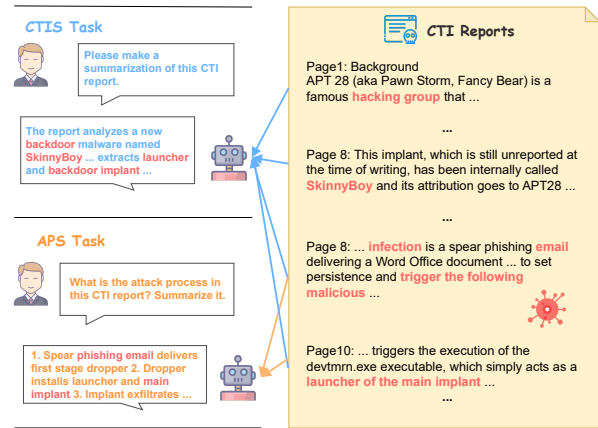 CTIS Task
Please make a
summarization of this CTI
report.
The report analyzes a new
backdoor malware named
SkinnyBoy ... extracts launcher
and backdoor implant ...
APS Task
What is the attack process in
this CTI report? Summarize it.
1. Spear phishing email delivers
first stage dropper 2. Dropper
installs launcher and main
implant 3. Implant exfiltrates ...
CTI Reports
Page1: Background
APT 28 (aka Pawn Storm, Fancy Bear) is a
famous hacking group that ...
...
Page 8: This implant, which is still unreported at
the time of writing, has been internally called
SkinnyBoy and its attribution goes to APT28 ...
...
Page 8: ... infection is a spear phishing email
delivering a Word Office document ... to set
persistence and trigger the following
malicious ...
Page10: ... triggers the execution of the
devtmrn.exe executable, which simply acts as a
launcher of the main implant ...
...